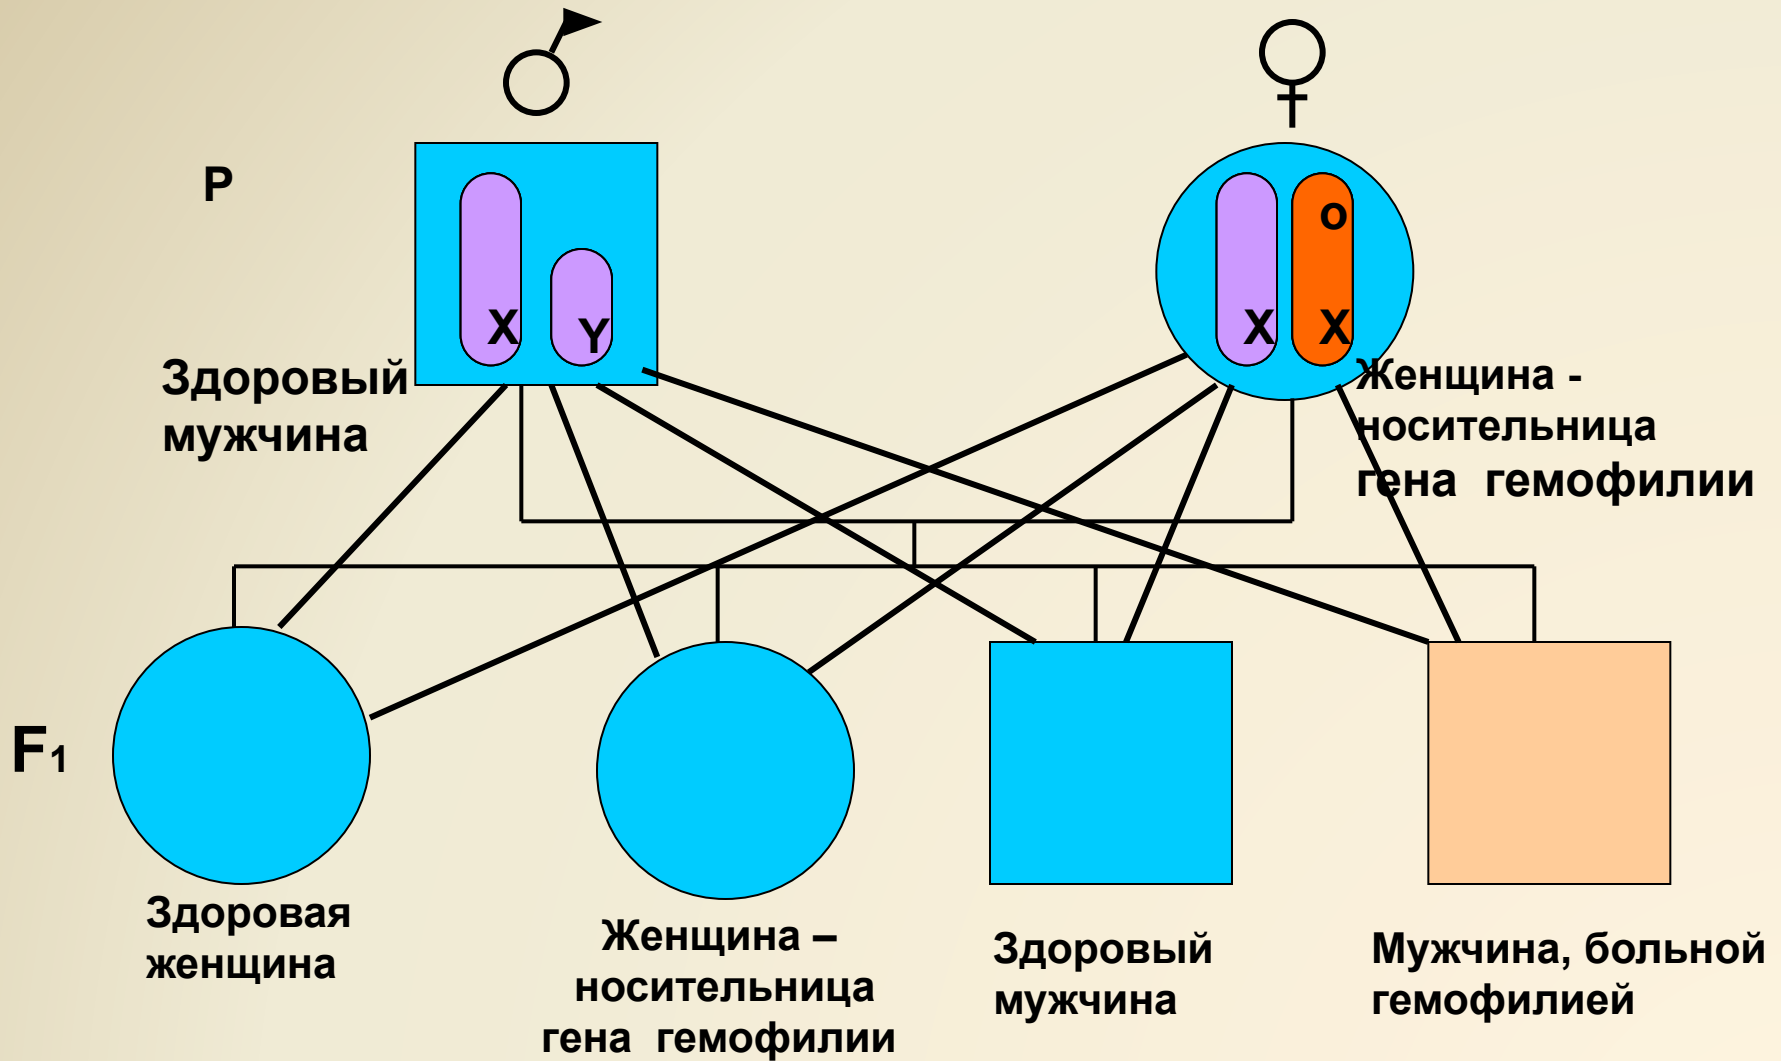 P
X
Y
X
o
X
Здоровый
мужчина
Женщина -
носительница
гена гемофилии
F1
Здоровая
женщина
Женщина –
носительница
гена гемофилии
Здоровый
мужчина
Мужчина, больной
гемофилией